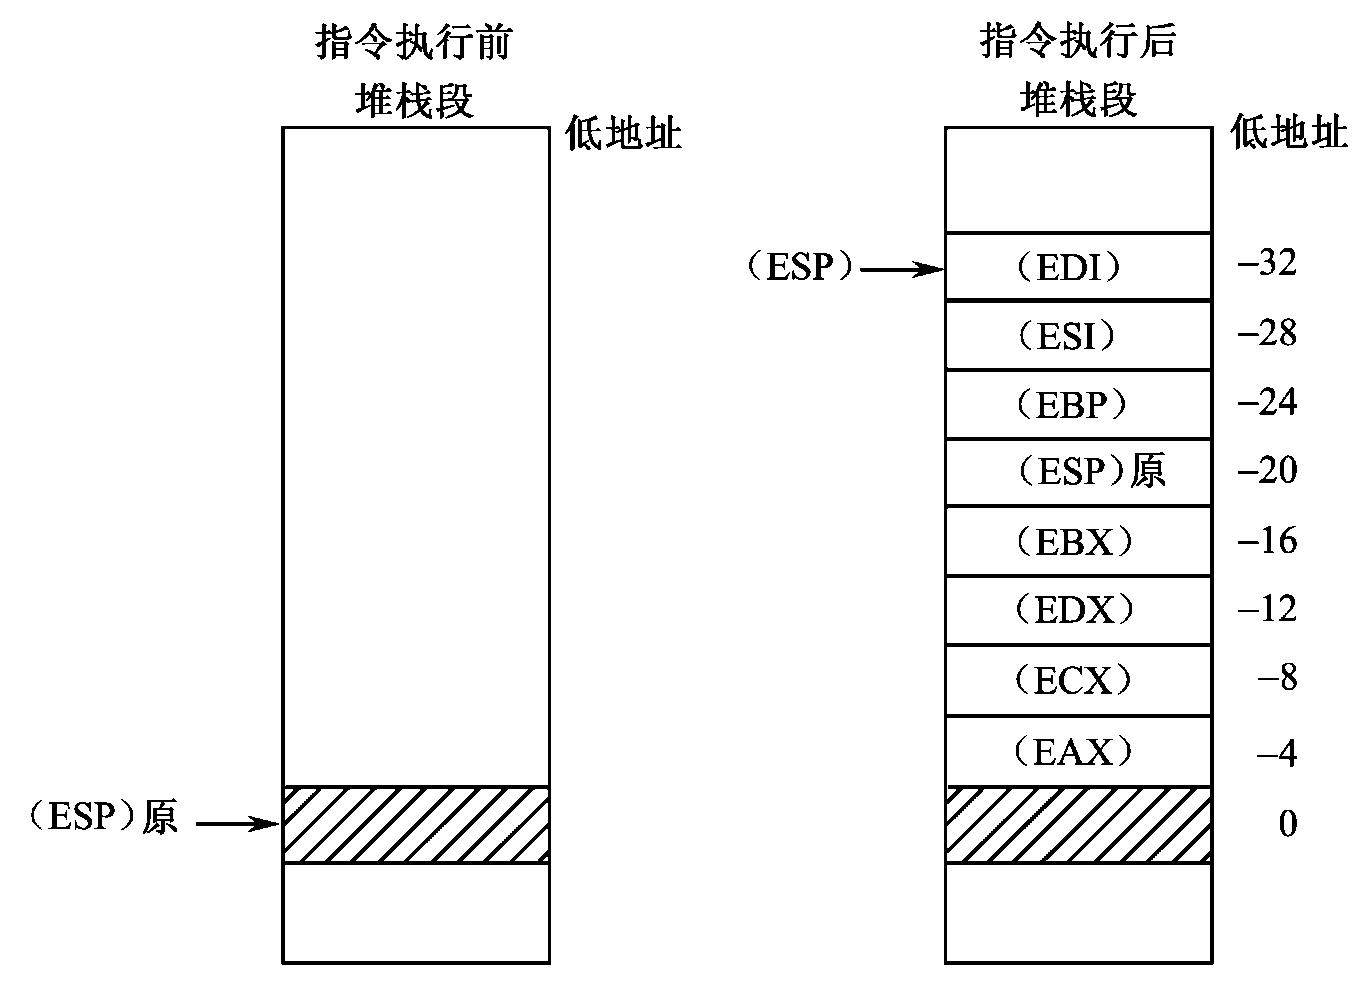 指令执行前
堆栈段
低地址
(ESP)原
指令执行后
堆栈段
低地址
(ESP)
(EDI) -32
(ESI) -28
(EBP) -24
(ESP)原 -20
(EBX) -16
(EDX) -12
(ECX) -8
(EAX) -4
0